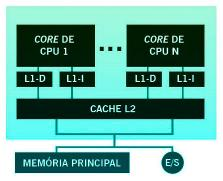 CORE DE CPU 1
...
CORE DE CPU N
L1-D
L1-I
L1-D
L1-I
CACHE L2
MEMÓRIA PRINCIPAL
E/S